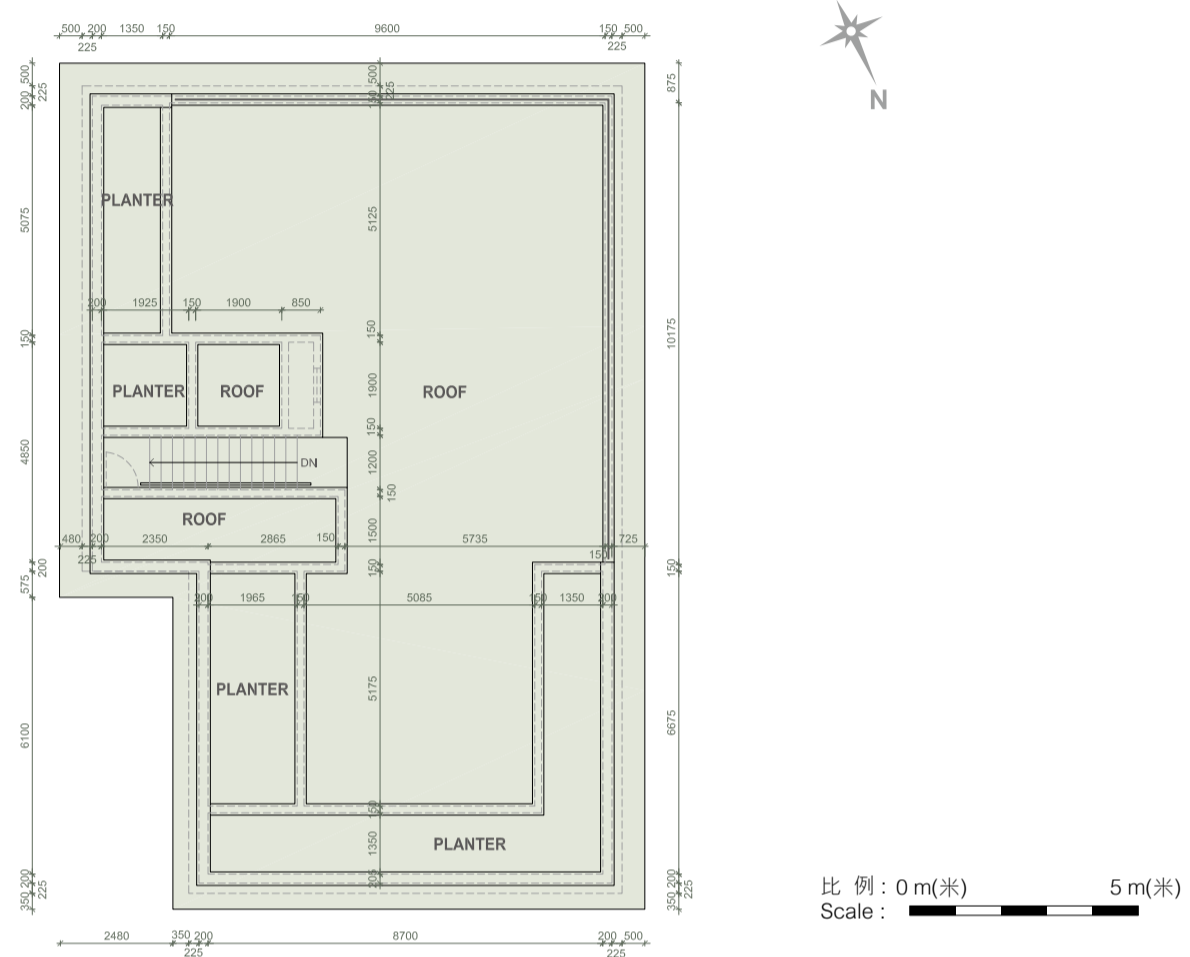 500 200 1350 150 9600 150 500
225 225
500
200 225
500
150 225
875
N
PLANTER
5075
5125
200 1925 150 1900 850
150
150
10175
PLANTER ROOF
1900
ROOF
150
4850
1200
DN
150
ROOF
1500
480 200 2350 2865 150 5735 725
225 150
200
575
150
150
200 1965 150 5085 150 1350 200
PLANTER
5175
6100
6675
150
1350
PLANTER
200
350 225
205
200
350 225
2480 350 200 8700 200 500
225 225
比 例 : 0 m(米) 5 m(米)
Scale :